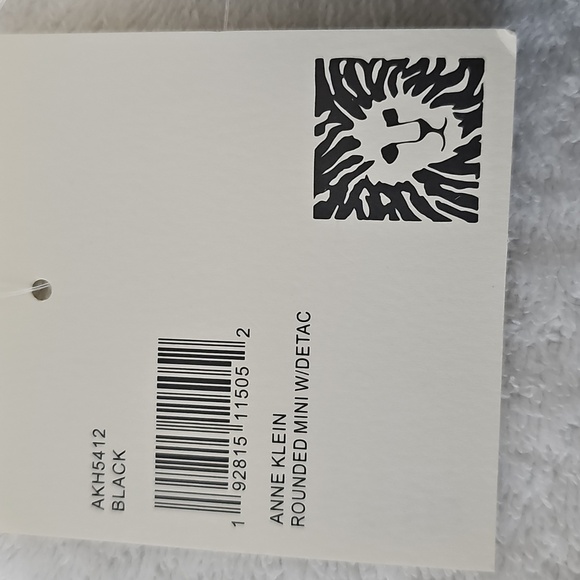 AKH5412
BLACK
1 92815 11505 2
ANNE KLEIN
ROUNDED MINI W/DETAC